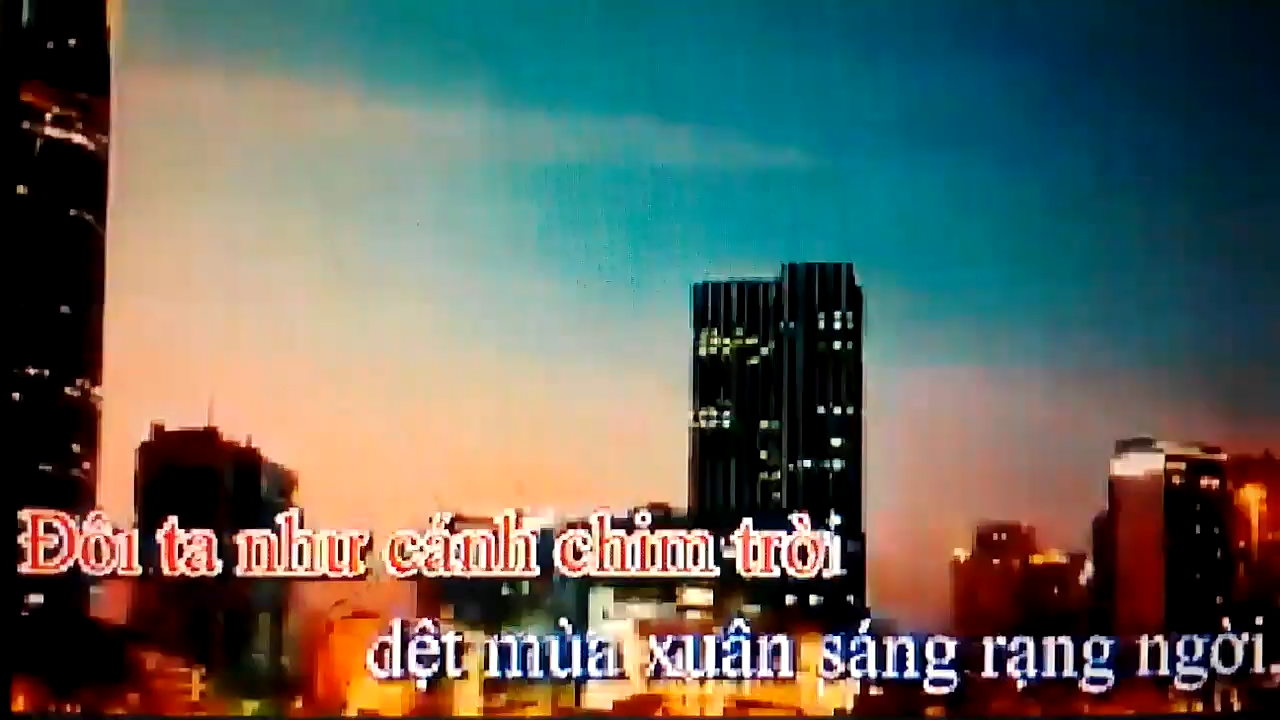 Đôi ta như cánh chim trời
dệt mùa xuân sáng rạng ngời.